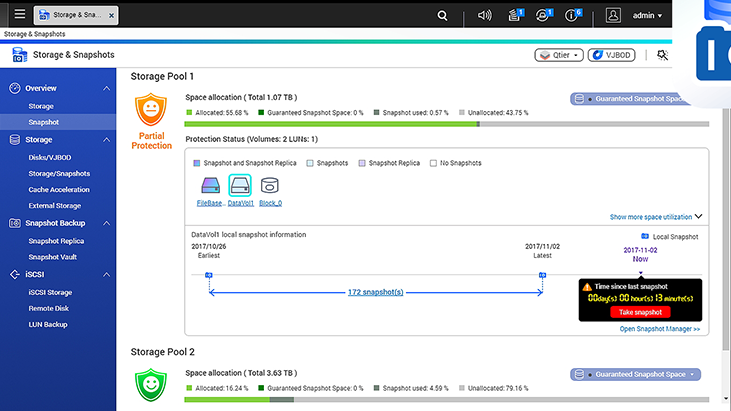 Storage & Sna... ×
1 1 6 admin
Storage & Snapshots
Storage & Snapshots
Qtier VJBOD
Overview
Storage
Snapshot
Storage
Disks/VJBOD
Storage/Snapshots
Cache Acceleration
External Storage
Snapshot Backup
Snapshot Replica
Snapshot Vault
iSCSI
iSCSI Storage
Remote Disk
LUN Backup
Storage Pool 1
Partial
Protection
Space allocation ( Total 1.07 TB )
Guaranteed Snapshot Space
Allocated: 55.68 % Guaranteed Snapshot Space: 0 % Snapshot used: 0.57 % Unallocated: 43.75 %
Protection Status (Volumes: 2 LUNs: 1)
Snapshot and Snapshot Replica Snapshots Snapshot Replica No Snapshots
FileBase... DataVol1 Block_0
Show more space utilization
DataVol1 local snapshot information
Local Snapshot
2017/10/26 2017/11/02 2017-11-02
Earliest Latest Now
172 snapshot(s)
Time since last snapshot
00day(s) 00 hour(s) 13 minute(s)
Take snapshot
Open Snapshot Manager >>
Storage Pool 2
Space allocation ( Total 3.63 TB )
Guaranteed Snapshot Space
Allocated: 16.24 % Guaranteed Snapshot Space: 0 % Snapshot used: 4.59 % Unallocated: 79.16 %